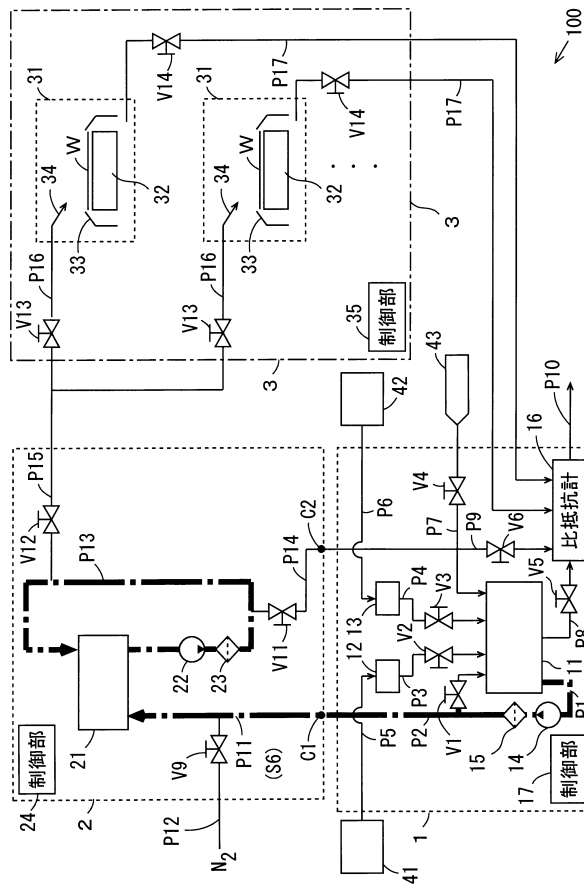 100
31
V14
P17
34
W
32
33
P16
V13
31
V14
P17
34
W
32
33
P16
V13
3
制御部
35
3
P15
V12
P13
C2
P14
V11
22
23
21
制御部
24
2
V9
P11
(S6)
C1
P12
N2
42
43
P6
V4
P7
P9
V6
16
P10
比抵抗計
V5
P8
13
P4
V3
12
V2
P3
P5
11
P2
V1
P1
15
14
制御部
17
1
41